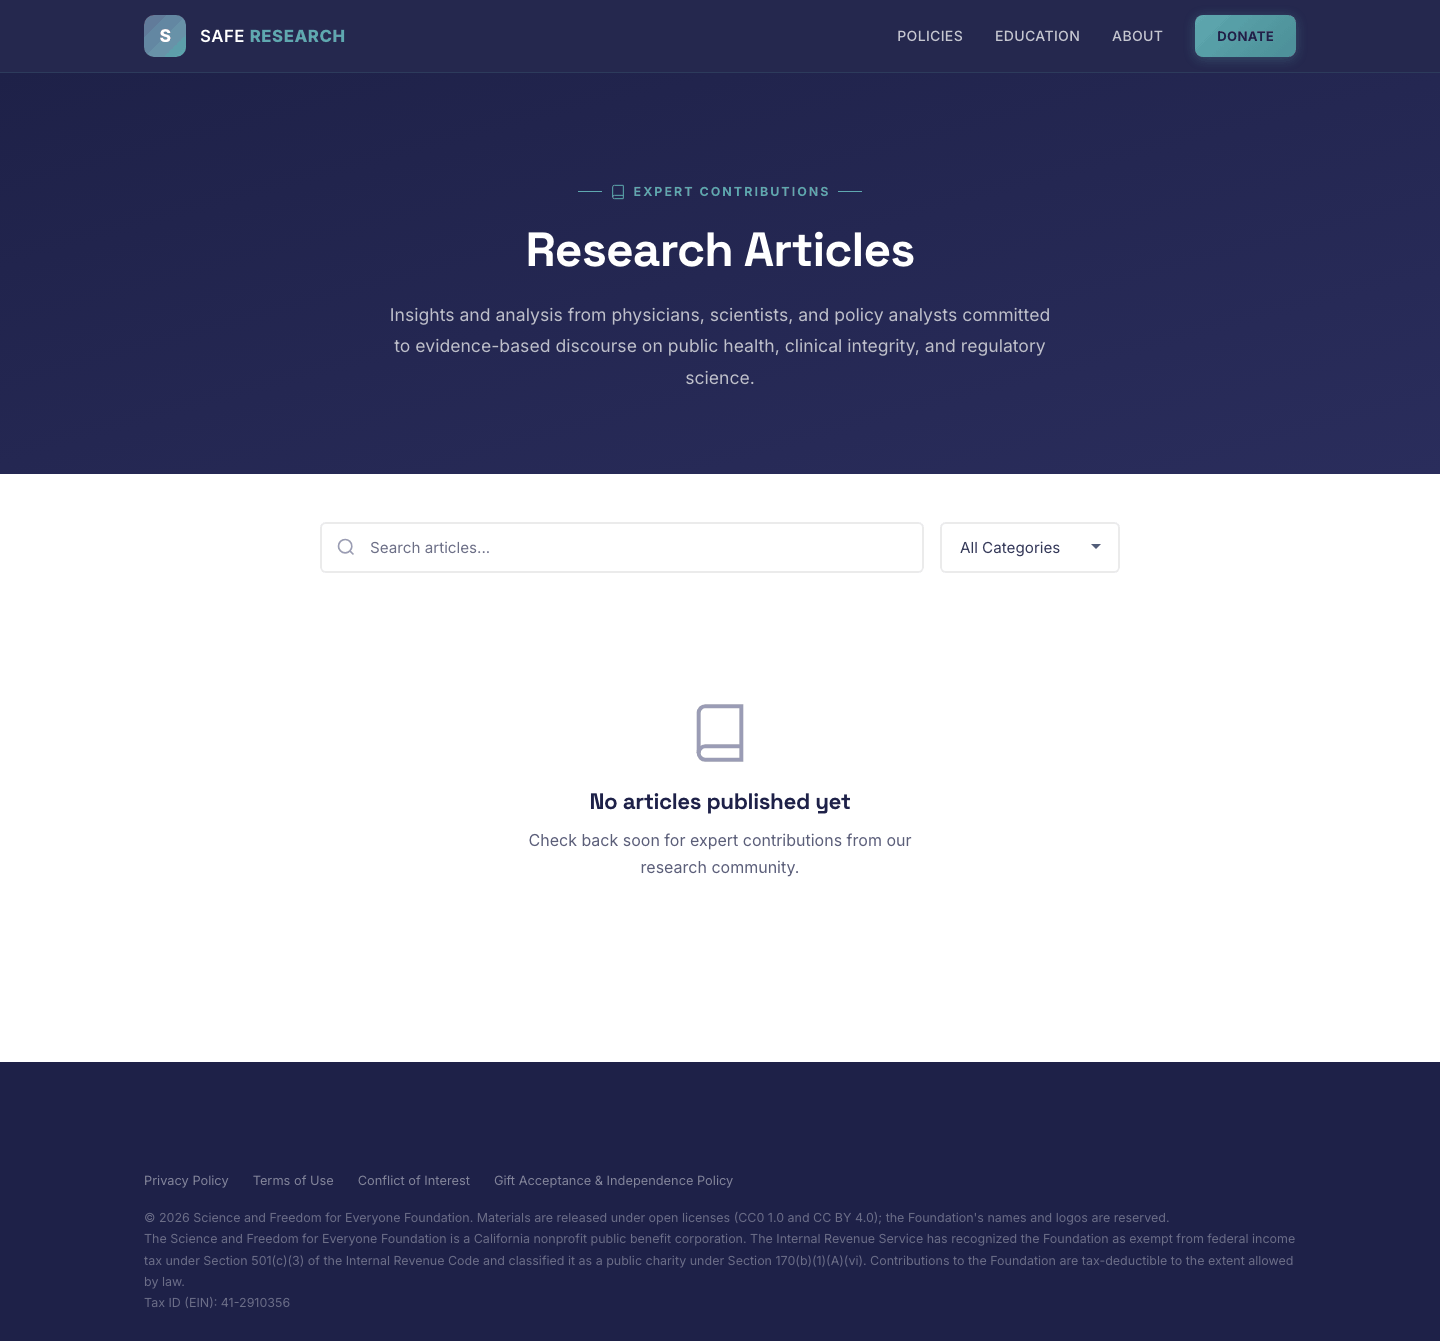 S
SAFE RESEARCH
POLICIES
EDUCATION
ABOUT
DONATE
EXPERT CONTRIBUTIONS
Research Articles
Insights and analysis from physicians, scientists, and policy analysts committed
to evidence-based discourse on public health, clinical integrity, and regulatory
science.
Search articles...
All Categories
No articles published yet
Check back soon for expert contributions from our
research community.
Privacy Policy
Terms of Use
Conflict of Interest
Gift Acceptance & Independence Policy
© 2026 Science and Freedom for Everyone Foundation. Materials are released under open licenses (CC0 1.0 and CC BY 4.0); the Foundation's names and logos are reserved.
The Science and Freedom for Everyone Foundation is a California nonprofit public benefit corporation. The Internal Revenue Service has recognized the Foundation as exempt from federal income
tax under Section 501(c)(3) of the Internal Revenue Code and classified it as a public charity under Section 170(b)(1)(A)(vi). Contributions to the Foundation are tax-deductible to the extent allowed
by law.
Tax ID (EIN): 41-2910356